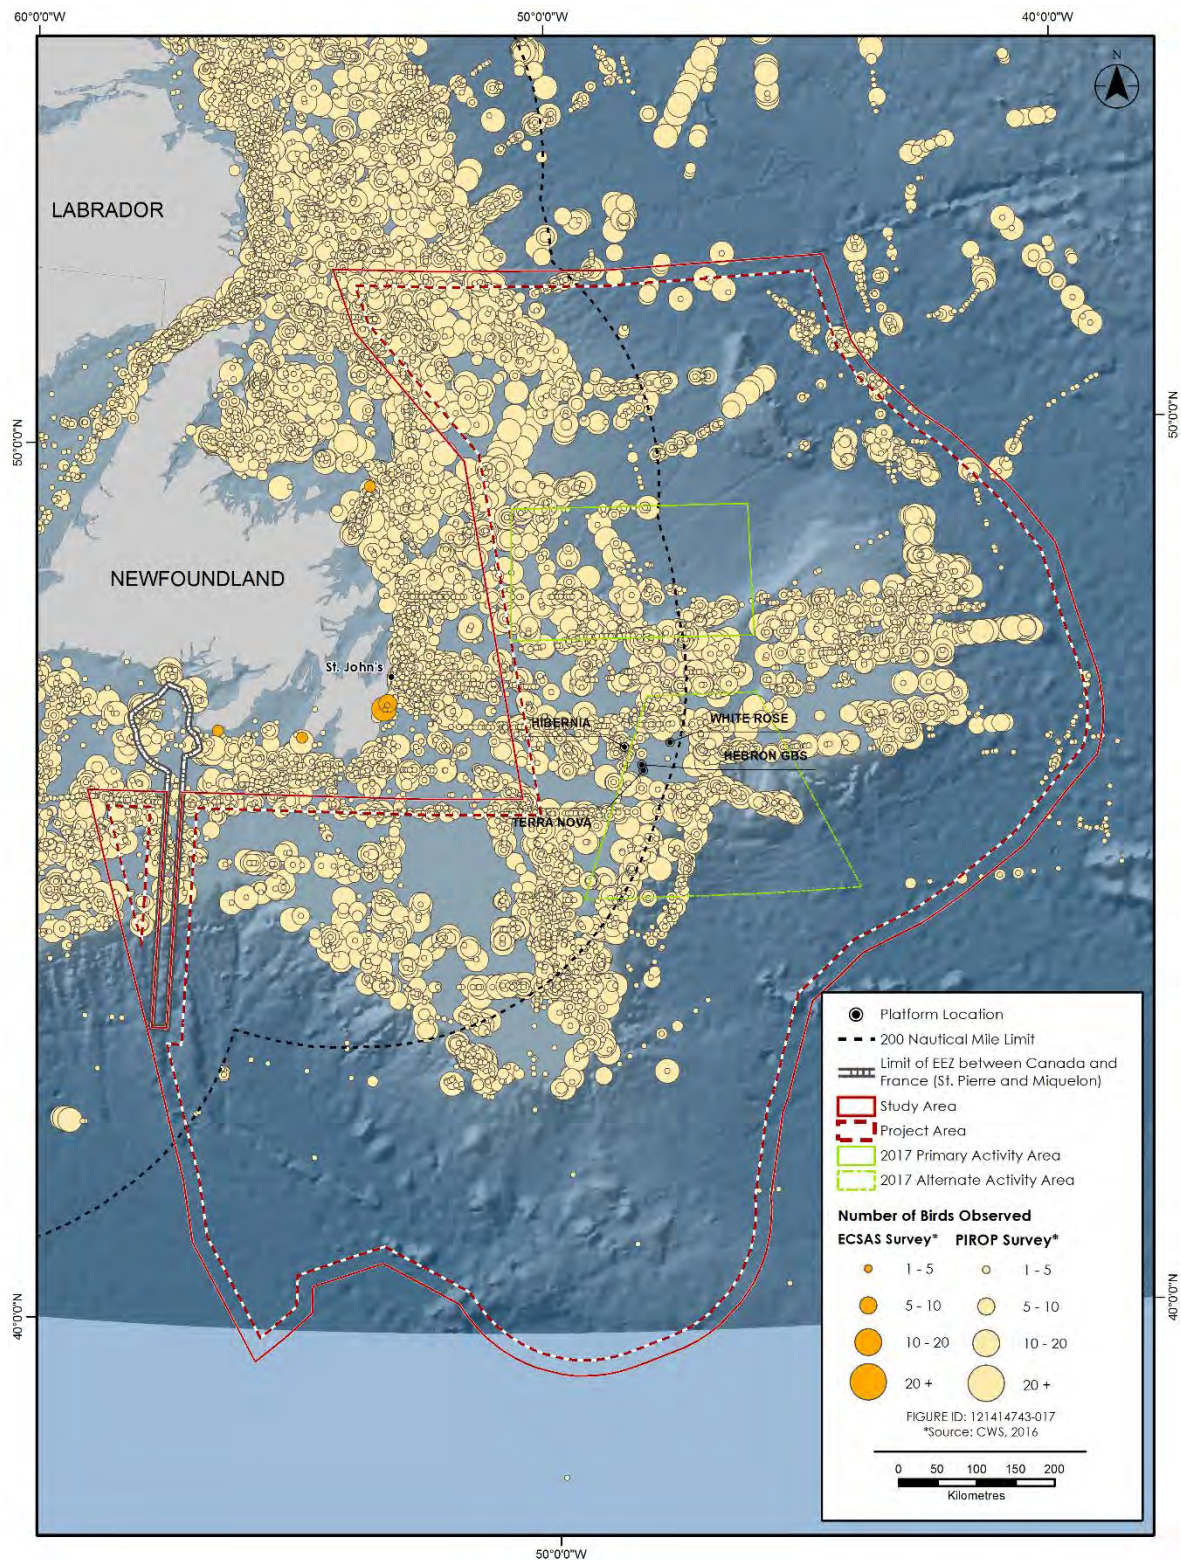 60°0'0"W
50°0'0"W
40°0'0"W
N
LABRADOR
50°0'0"N
50°0'0"N
NEWFOUNDLAND
St. John's
HIBERNIA
WHITE ROSE
HEBRON GBS
TERRA NOVA
Platform Location
200 Nautical Mile Limit
Limit of EEZ between Canada and
France (St. Pierre and Miquelon)
Study Area
Project Area
2017 Primary Activity Area
2017 Alternate Activity Area
Number of Birds Observed
ECSAS Survey* PIROP Survey*
1 - 5 1 - 5
5 - 10 5 - 10
10 - 20 10 - 20
20 + 20 +
FIGURE ID: 121414743-017
*Source: CWS, 2016
0 50 100 150 200
Kilometres
40°0'0"N
40°0'0"N
50°0'0"W